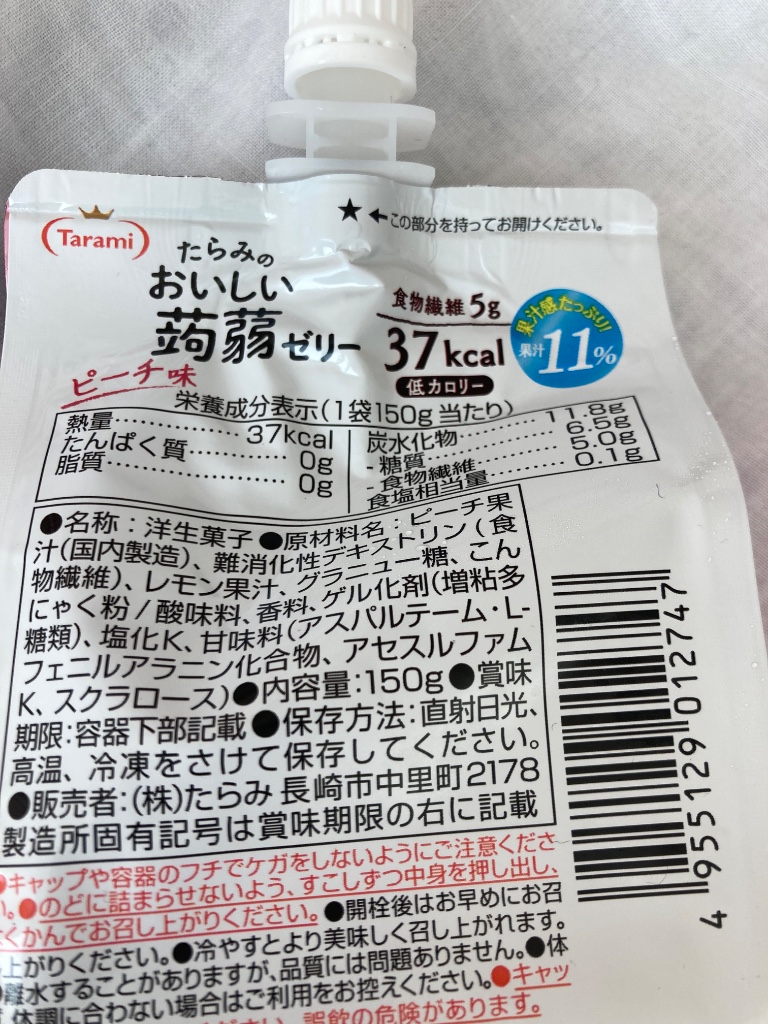 ★←この部分を持ってお開けください。
Tarami
たらみの
おいしい
蒟蒻ゼリー
ピーチ味
食物繊維5g
37kcal
低カロリー
果汁感たっぷり!
果汁11%
栄養成分表示(1袋150g当たり)
熱量……………37kcal
たんぱく質…………0g
脂質………………0g
炭水化物…………11.8g
-糖質……………6.5g
-食物繊維…………5.0g
食塩相当量…………0.1g
●名称:洋生菓子●原材料名:ピーチ果
汁(国内製造)、難消化性デキストリン(食
物繊維)、レモン果汁、グラニュー糖、こん
にゃく粉/酸味料、香料、ゲル化剤(増粘多
糖類)、塩化K、甘味料(アスパルテーム・L-
フェニルアラニン化合物、アセスルファム
K、スクラロース)●内容量:150g●賞味
期限:容器下部記載●保存方法:直射日光、
高温、冷凍をさけて保存してください。
●販売者:(株)たらみ 長崎市中里町2178
製造所固有記号は賞味期限の右に記載
4955129012747
●キャップや容器のフチでケガをしないようにご注意くださ
い。●のどに詰まらせないよう、すこしずつ中身を押し出し、
よくかんでお召し上がりください。●開栓後はお早めにお召
上がりください。●冷やすとより美味しく召し上がれます。
離水することがありますが、品質には問題ありません。●体
体調に合わない場合はご利用をお控えください。●キャッ
ください。誤飲の危険があります。